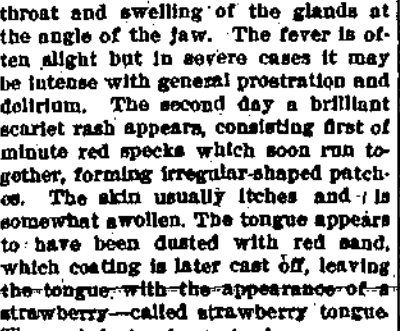 throat and swelling of the glands at
the angle of the jaw. The fever is of-
ten slight but in severe cases it may
be intense with general prostration and
delirium. The second day a brilliant
scarlet rash appears, consisting first of
minute red specks which soon run to-
gether, forming irregular-shaped patch-
es. The skin usually itches and is
somewhat swollen. The tongue appears
to have been dusted with red sand,
which coating is later cast off, leaving
the tongue with the appearance of a
strawberry—called strawberry tongue.